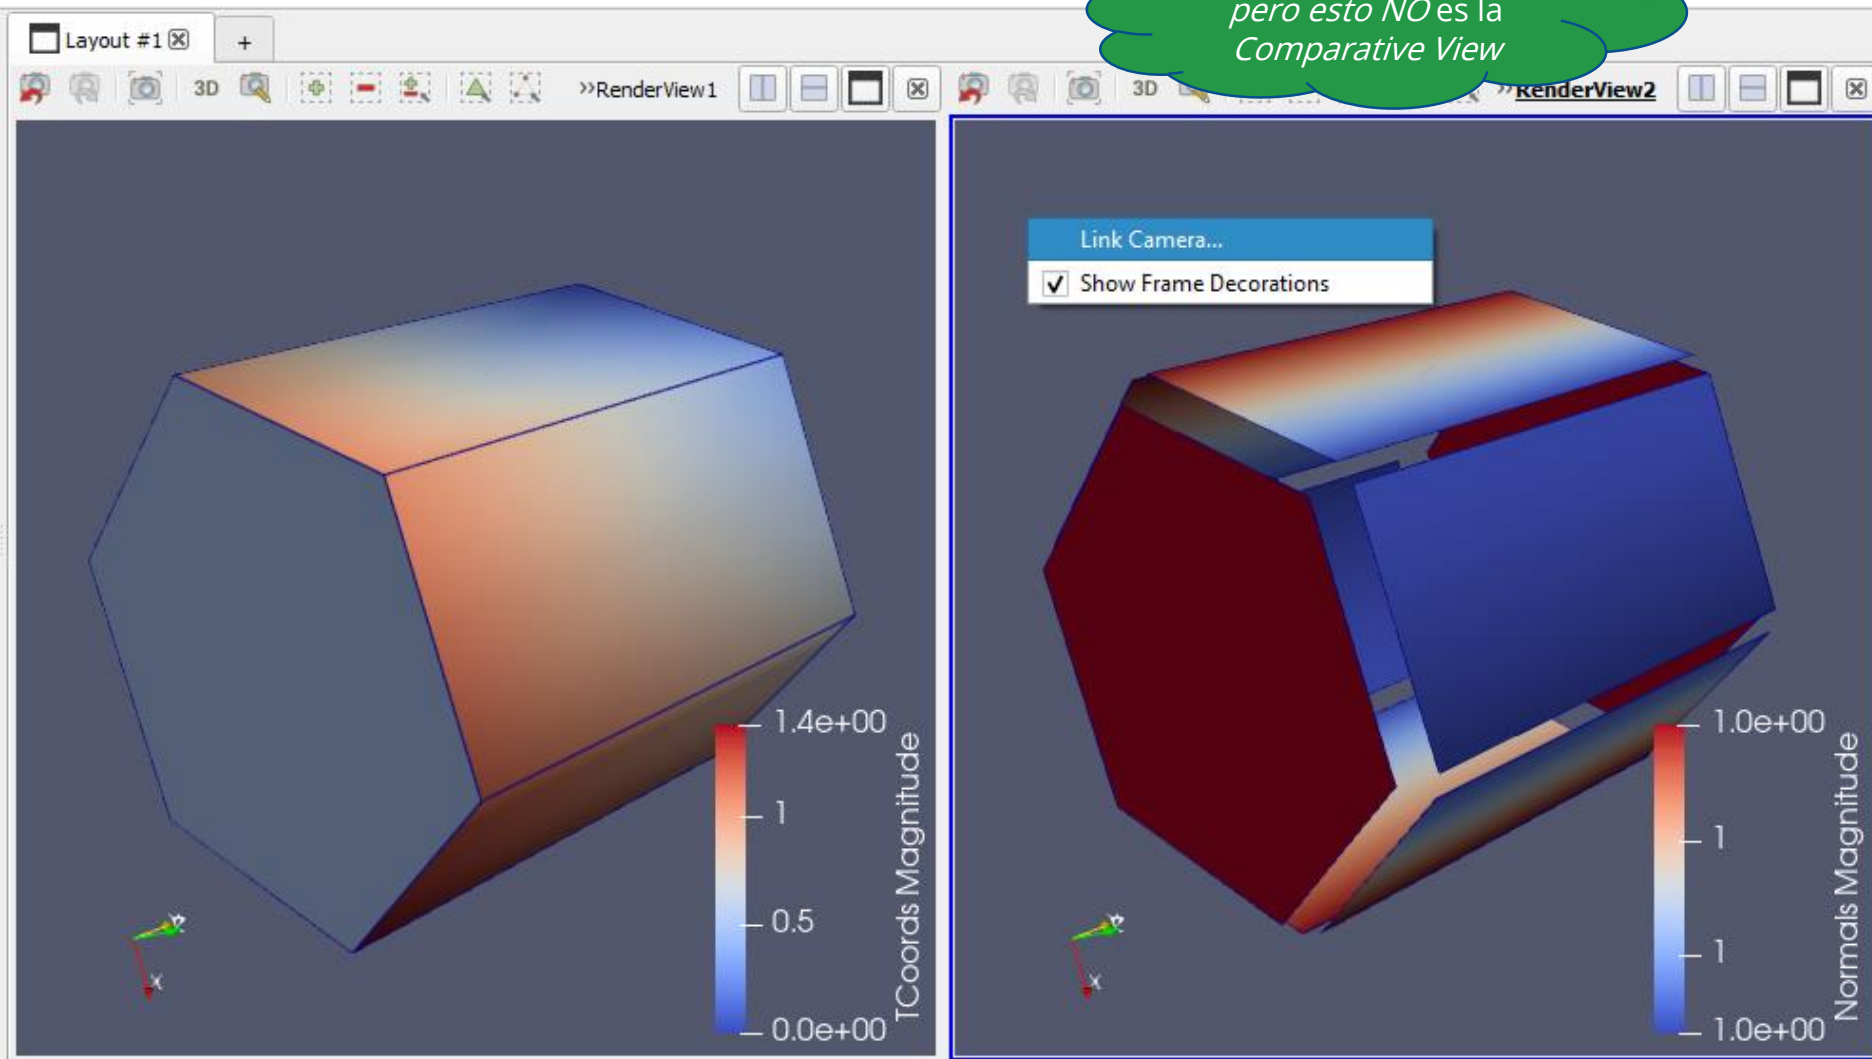 pero esto NO es la
Comparative View
Layout #1
+
3D
»RenderView1
3D
»RenderView2
Link Camera...
Show Frame Decorations
1.4e+00
1
0.5
0.0e+00
TCoords Magnitude
X
1.0e+00
1
1
1.0e+00
Normals Magnitude
X